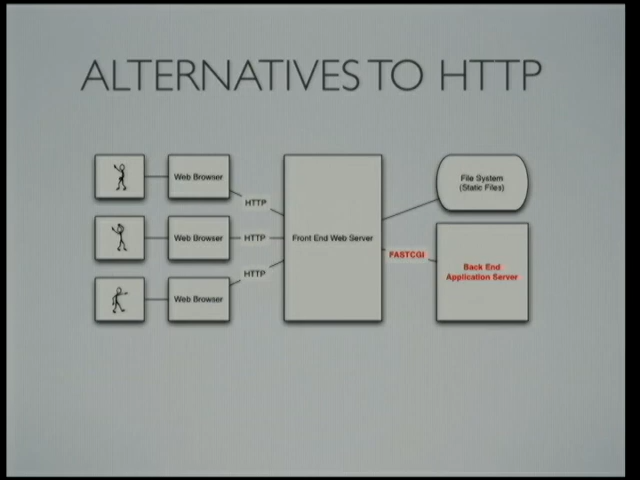 ALTERNATIVES TO HTTP
Web Browser
HTTP
Web Browser
HTTP
Web Browser
HTTP
Front End Web Server
File System
(Static Files)
FASTCGI
Back End
Application Server